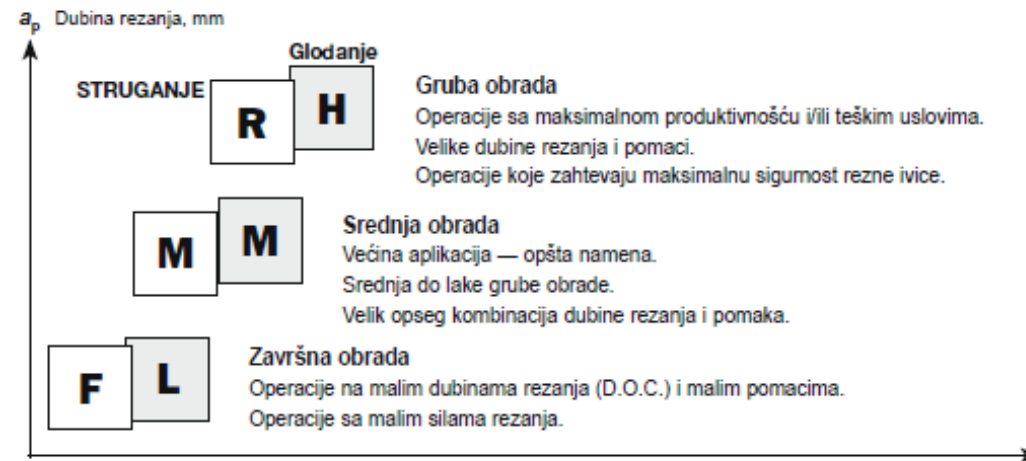 ap Dubina rezanja, mm
Glodanje
STRUGANJE
R
H
Gruba obrada
Operacije sa maksimalnom produktivnošću i/ili teškim uslovima.
Velike dubine rezanja i pomaci.
Operacije koje zahtevaju maksimalnu sigurnost rezne ivice.
M
M
Srednja obrada
Većina aplikacija — opšta namena.
Srednja do lake grube obrade.
Velik opseg kombinacija dubine rezanja i pomaka.
F
L
Završna obrada
Operacije na malim dubinama rezanja (D.O.C.) i malim pomacima.
Operacije sa malim silama rezanja.